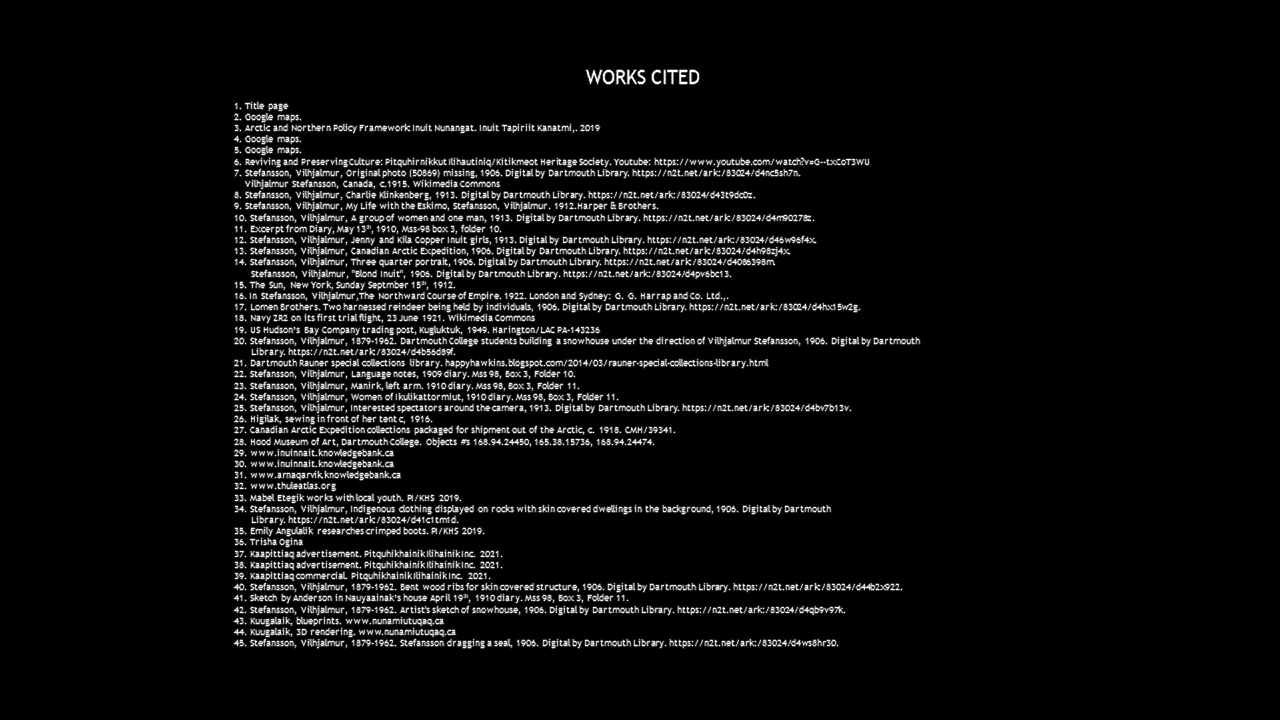 WORKS CITED
1. Title page
2. Google maps.
3. Arctic and Northern Policy Framework: Inuit Nunangat. Inuit Tapiriit Kanatmi,. 2019
4. Google maps.
5. Google maps.
6. Reviving and Preserving Culture: Pitquhirnikkut Ilihautiniq/Kitikmeot Heritage Society. Youtube: https://www.youtube.com/watch?v=G--txCoT3WU
7. Stefansson, Vilhjalmur, Original photo (50869) missing, 1906. Digital by Dartmouth Library. https://n2t.net/ark:/83024/d4nc5sh7n.
Vilhjalmur Stefansson, Canada, c.1915. Wikimedia Commons
8. Stefansson, Vilhjalmur, Charlie Klinkenberg, 1913. Digital by Dartmouth Library. https://n2t.net/ark:/83024/d43t9dc0z.
9. Stefansson, Vilhjalmur, My Life with the Eskimo, Stefansson, Vilhjalmur. 1912.Harper & Brothers.
10. Stefansson, Vilhjalmur, A group of women and one man, 1913. Digital by Dartmouth Library. https://n2t.net/ark:/83024/d4m90278z.
11. Excerpt from Diary, May 13th, 1910, Mss-98 box 3, folder 10.
12. Stefansson, Vilhjalmur, Jenny and Kila Copper Inuit girls, 1913. Digital by Dartmouth Library. https://n2t.net/ark:/83024/d46w96f4x.
13. Stefansson, Vilhjalmur, Canadian Arctic Expedition, 1906. Digital by Dartmouth Library. https://n2t.net/ark:/83024/d4h98zj4x.
14. Stefansson, Vilhjalmur, Three quarter portrait, 1906. Digital by Dartmouth Library. https://n2t.net/ark:/83024/d4086398m.
Stefansson, Vilhjalmur, "Blond Inuit", 1906. Digital by Dartmouth Library. https://n2t.net/ark:/83024/d4pv6bc13.
15. The Sun, New York, Sunday Septmber 15th, 1912.
16. In Stefansson, Vilhjalmur,The Northward Course of Empire. 1922. London and Sydney: G. G. Harrap and Co. Ltd.,.
17. Lomen Brothers. Two harnessed reindeer being held by individuals, 1906. Digital by Dartmouth Library. https://n2t.net/ark:/83024/d4hx15w2g.
18. Navy ZR2 on its first trial flight, 23 June 1921. Wikimedia Commons
19. US Hudson's Bay Company trading post, Kugluktuk, 1949. Harington/LAC PA-143236
20. Stefansson, Vilhjalmur, 1879-1962. Dartmouth College students building a snowhouse under the direction of Vilhjalmur Stefansson, 1906. Digital by Dartmouth
Library. https://n2t.net/ark:/83024/d4b56d89f.
21. Dartmouth Rauner special collections library. happyhawkins.blogspot.com/2014/03/rauner-special-collections-library.html
22. Stefansson, Vilhjalmur, Language notes, 1909 diary. Mss 98, Box 3, Folder 10.
23. Stefansson, Vilhjalmur, Manirk, left arm. 1910 diary. Mss 98, Box 3, Folder 11.
24. Stefansson, Vilhjalmur, Women of Ikulikattormiut, 1910 diary. Mss 98, Box 3, Folder 11.
25. Stefansson, Vilhjalmur, Interested spectators around the camera, 1913. Digital by Dartmouth Library. https://n2t.net/ark:/83024/d4bv7b13v.
26. Higilak, sewing in front of her tent c, 1916.
27. Canadian Arctic Expedition collections packaged for shipment out of the Arctic, c. 1918. CMH/39341.
28. Hood Museum of Art, Dartmouth College. Objects #s 168.94.24450, 165.38.15736, 168.94.24474.
29. www.inuinnait.knowledgebank.ca
30. www.inuinnait.knowledgebank.ca
31. www.arnaqarvik.knowledgebank.ca
32. www.thuleatlas.org
33. Mabel Etegik works with local youth. PI/KHS 2019.
34. Stefansson, Vilhjalmur, Indigenous clothing displayed on rocks with skin covered dwellings in the background, 1906. Digital by Dartmouth
Library. https://n2t.net/ark:/83024/d41c1tm1d.
35. Emily Angulalik researches crimped boots. PI/KHS 2019.
36. Trisha Ogina
37. Kaapittiaq advertisement. Pitquhikhainik Ilihainik Inc. 2021.
38. Kaapittiaq advertisement. Pitquhikhainik Ilihainik Inc. 2021.
39. Kaapittiaq commercial. Pitquhikhainik Ilihainik Inc. 2021.
40. Stefansson, Vilhjalmur, 1879-1962. Bent wood ribs for skin covered structure, 1906. Digital by Dartmouth Library. https://n2t.net/ark:/83024/d44b2x922.
41. Sketch by Anderson in Nauyaainak's house April 19th, 1910 diary. Mss 98, Box 3, Folder 11.
42. Stefansson, Vilhjalmur, 1879-1962. Artist's sketch of snowhouse, 1906. Digital by Dartmouth Library. https://n2t.net/ark:/83024/d4qb9v97k.
43. Kuugalaik, blueprints. www.nunamiutuqaq.ca
44. Kuugalaik, 3D rendering. www.nunamiutuqaq.ca
45. Stefansson, Vilhjalmur, 1879-1962. Stefansson dragging a seal, 1906. Digital by Dartmouth Library. https://n2t.net/ark:/83024/d4ws8hr30.